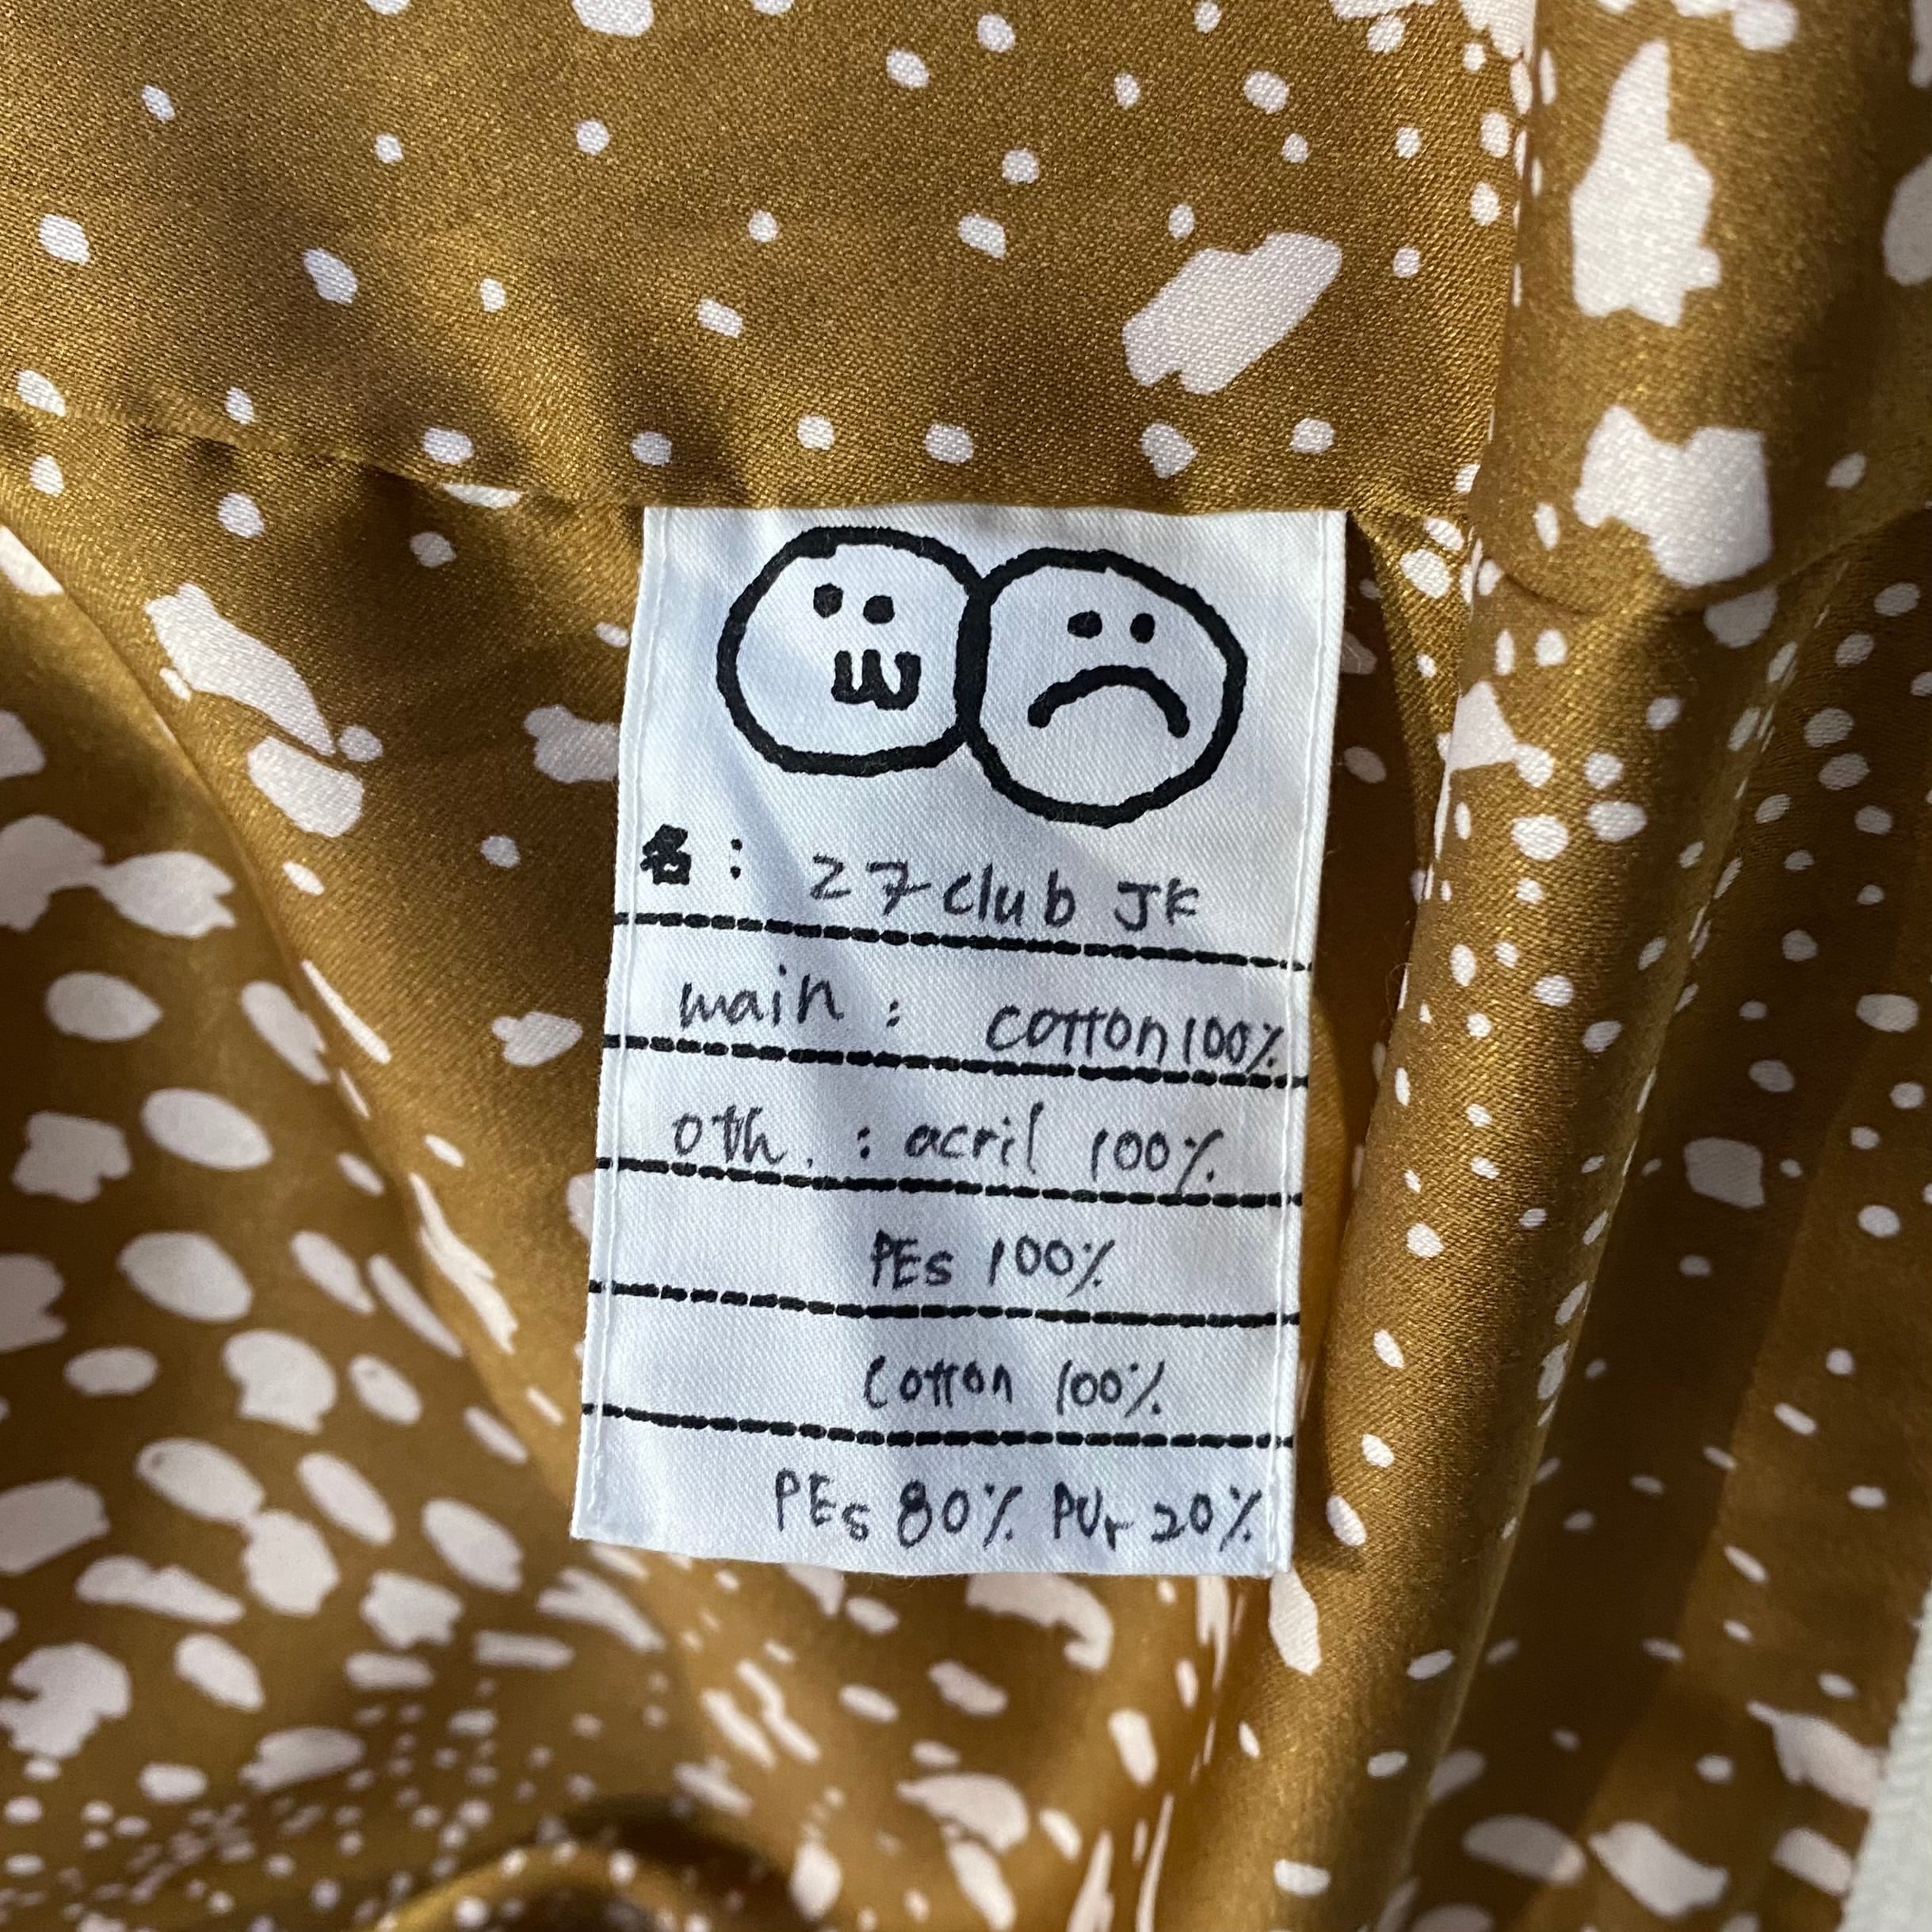 名: 27club JK
main : cotton100%
oth. : acril 100%
PEs 100%
Cotton 100%
PEs 80% PUr 20%